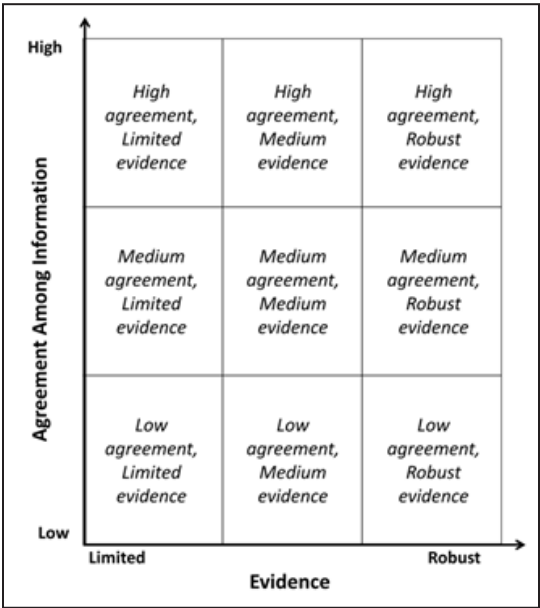 High
High
agreement,
Limited
evidence
High
agreement,
Medium
evidence
High
agreement,
Robust
evidence
Agreement Among Information
Medium
agreement,
Limited
evidence
Medium
agreement,
Medium
evidence
Medium
agreement,
Robust
evidence
Low
agreement,
Limited
evidence
Low
agreement,
Medium
evidence
Low
agreement,
Robust
evidence
Low
Limited
Robust
Evidence